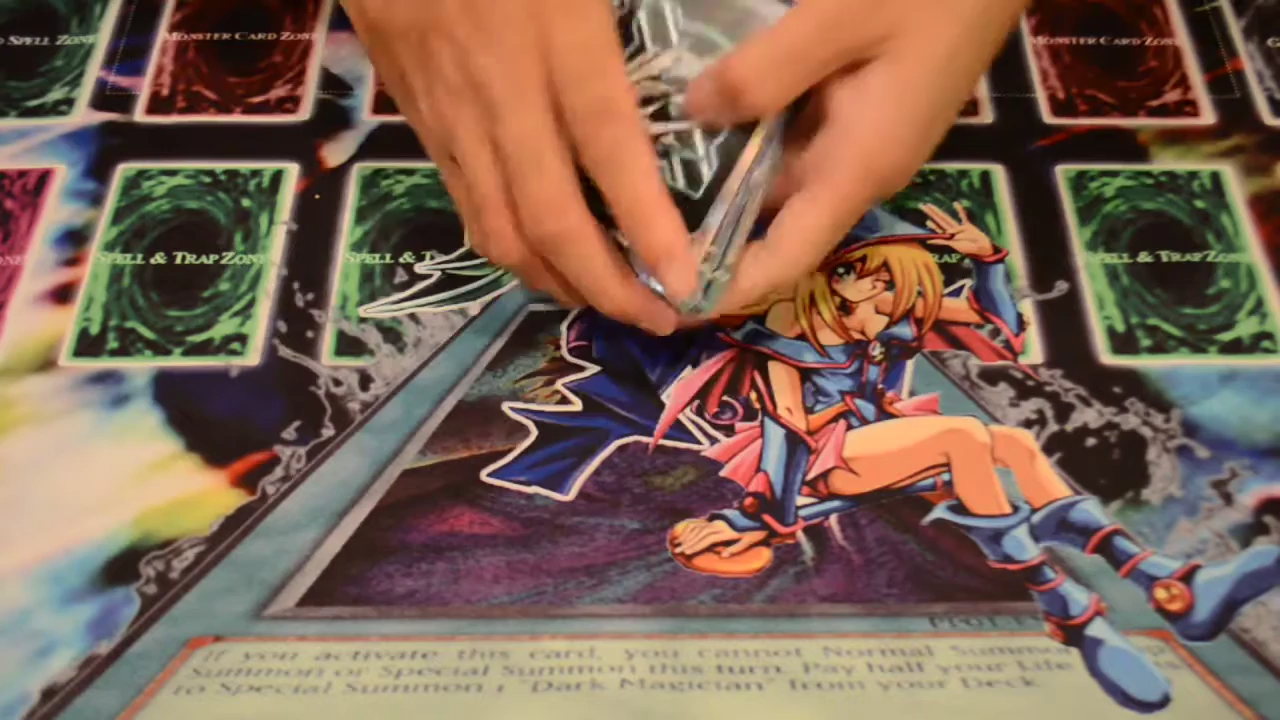 SPELL ZONE
MONSTER CARD ZONE
MONSTER CARD ZONE
SPELL & TRAP ZONE
SPELL & T
RAP
SPELL & TRAP ZONE
If you activate this card, you cannot Normal Summon
Summon or Special Summon this turn. Pay half your Life
to Special Summon 1 "Dark Magician" from your Deck